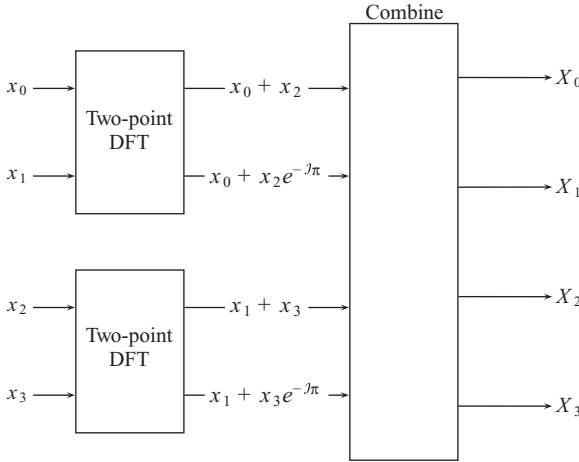 Combine
x₀
x₀ + x₂
X₀
Two-point
DFT
x₁
x₀ + x₂e⁻ʲπ
X₁
x₂
x₁ + x₃
X₂
Two-point
DFT
x₃
x₁ + x₃e⁻ʲπ
X₃